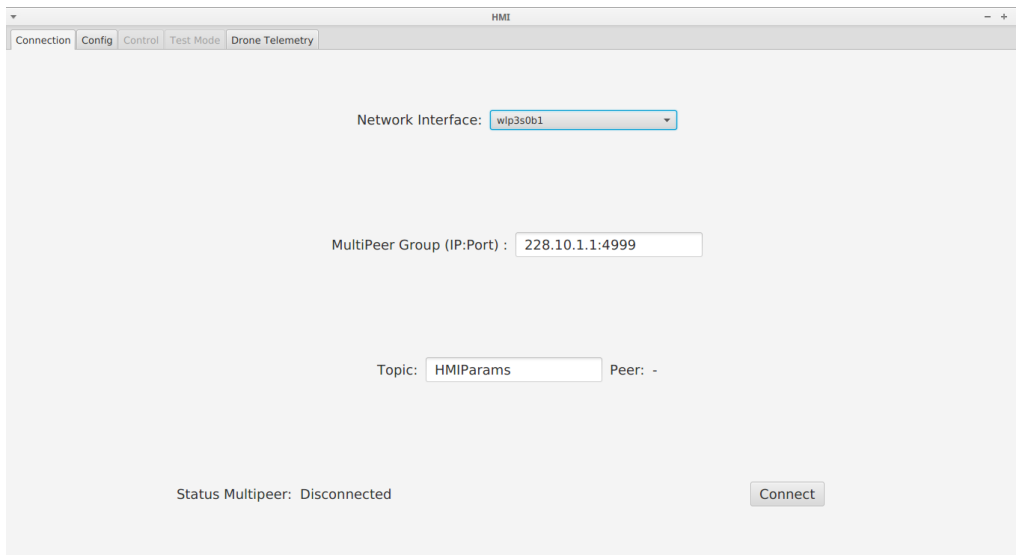 HMI
Connection Config Control Test Mode Drone Telemetry
Network Interface: wlp3s0b1
MultiPeer Group (IP:Port) : 228.10.1.1:4999
Topic: HMIParams Peer: -
Status Multipeer: Disconnected Connect